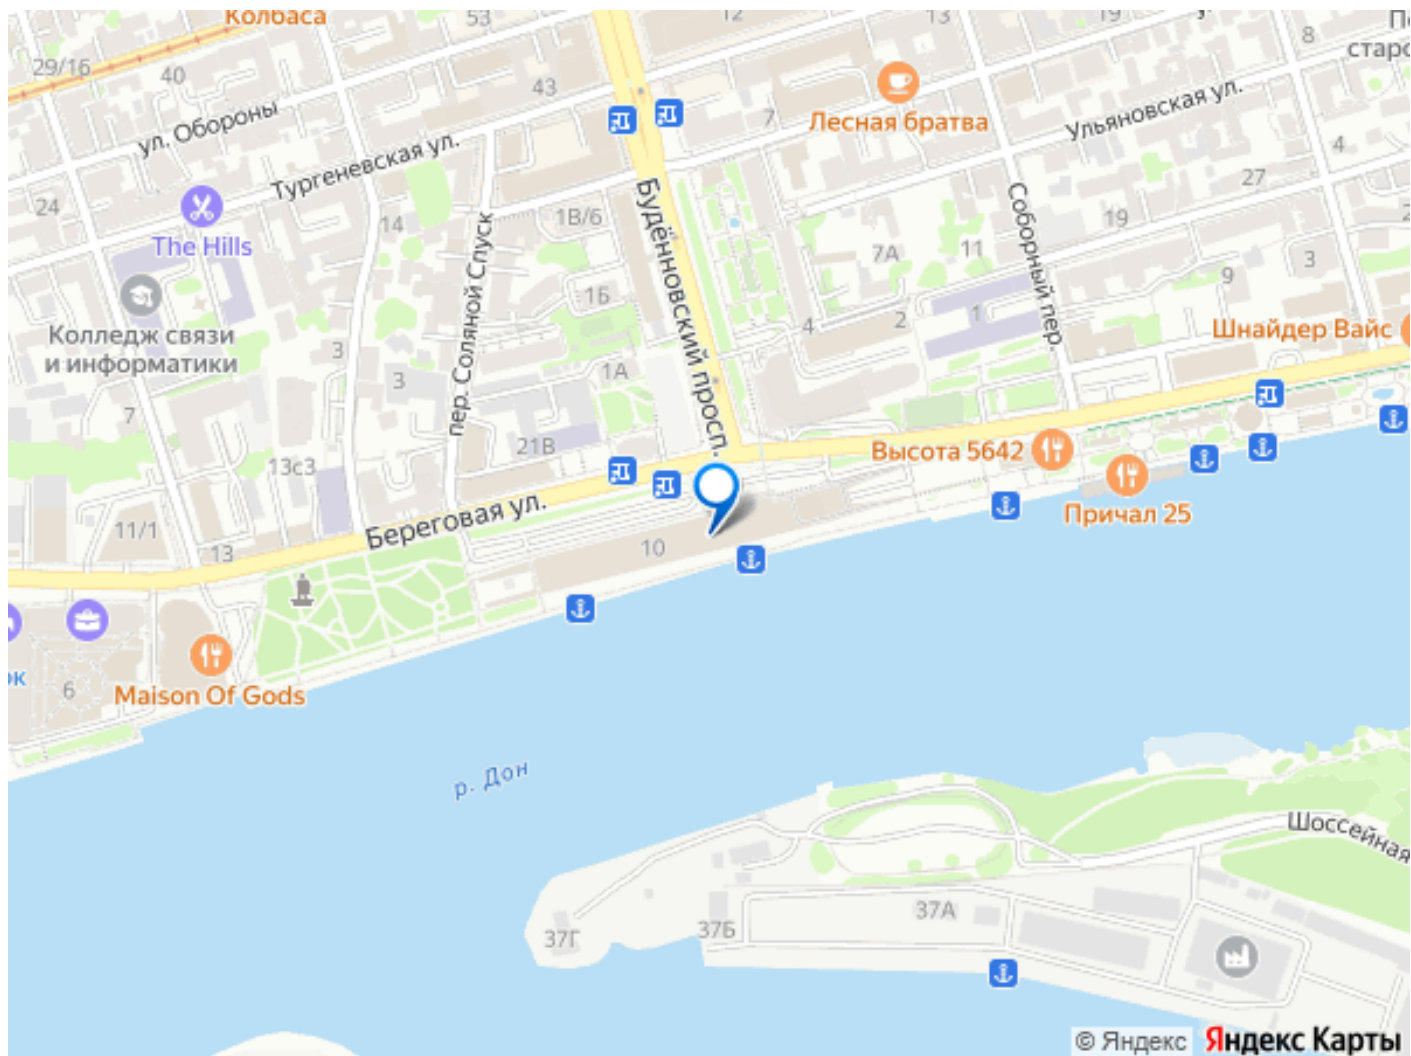 Колбаса
53
12
13
19
8
29/16
40
43
7
Лесная братва
Ульяновская ул.
4
ул. Обороны
Тургеневская ул.
27
24
14
1В/6
19
The Hills
пер. Соляной Спуск
Будённовский просп.
7А
11
Соборный пер.
9
3
1Б
Колледж связи
и информатики
4
2
1
Шнайдер Вайс
3
3
1А
7
21В
Высота 5642
13с3
Причал 25
11/1
13
Береговая ул.
10
6
Maison Of Gods
р. Дон
Шоссейная
37Г
37Б
37А
© Яндекс
Яндекс Карты